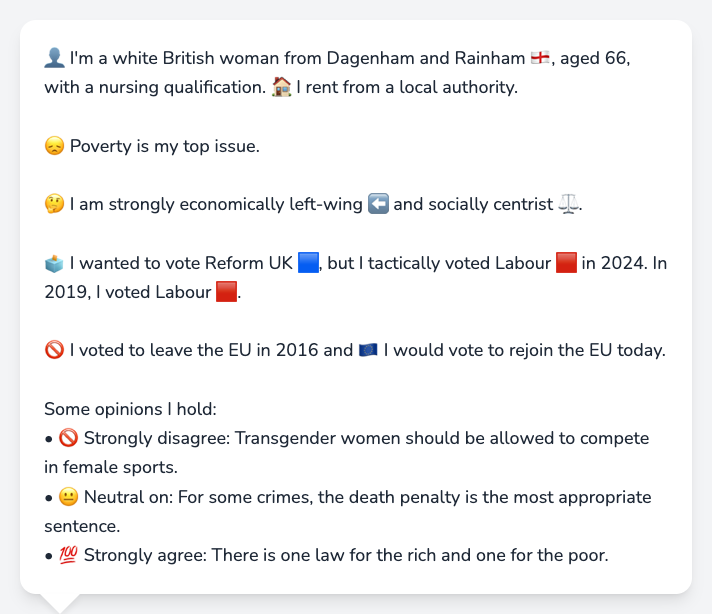 👤 I'm a white British woman from Dagenham and Rainham 🏴󠁧󠁢󠁥󠁮󠁧󠁿, aged 66,
with a nursing qualification. 🏠 I rent from a local authority.
😞 Poverty is my top issue.
🤔 I am strongly economically left-wing ⬅️ and socially centrist ⚖️.
🗳️ I wanted to vote Reform UK 🟦, but I tactically voted Labour 🟥 in 2024. In
2019, I voted Labour 🟥.
🚫 I voted to leave the EU in 2016 and 🇪🇺 I would vote to rejoin the EU today.
Some opinions I hold:
• 🚫 Strongly disagree: Transgender women should be allowed to compete
in female sports.
• 😐 Neutral on: For some crimes, the death penalty is the most appropriate
sentence.
• 💯 Strongly agree: There is one law for the rich and one for the poor.